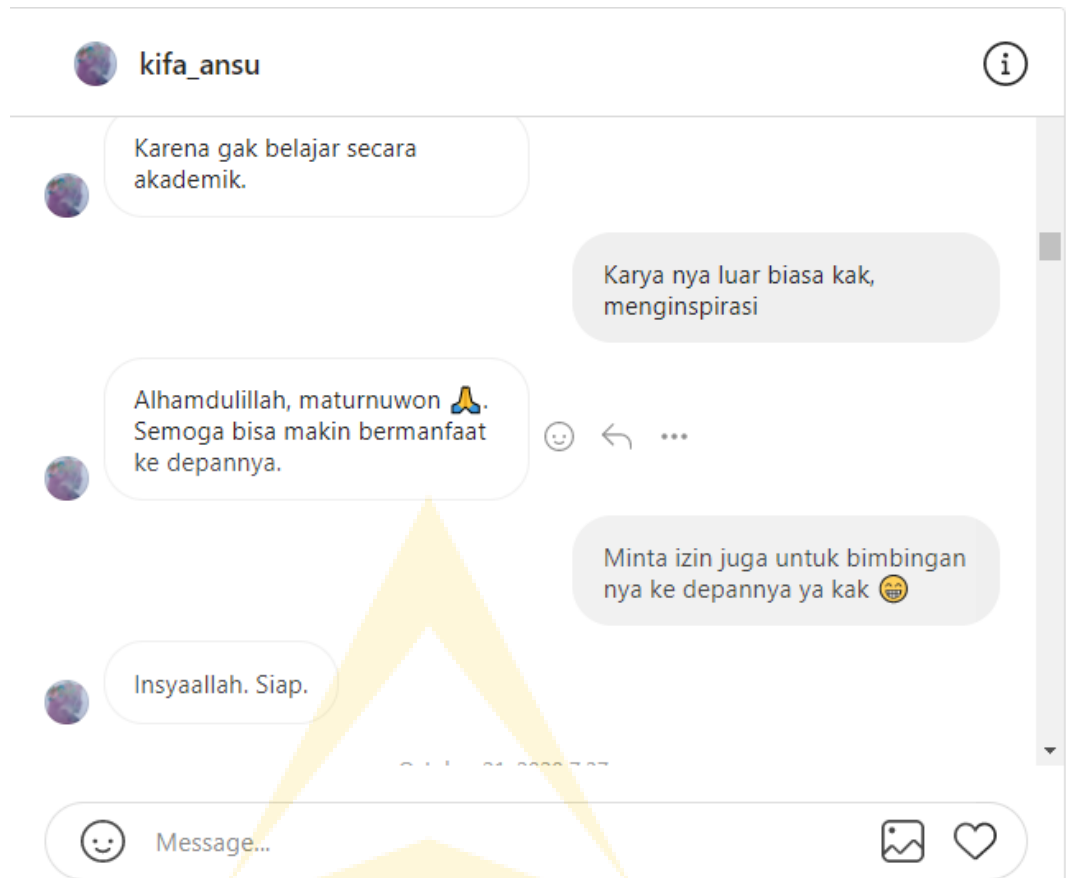 kifa_ansu
Karena gak belajar secara
akademik.
Karya nya luar biasa kak,
menginspirasi
Alhamdulillah, maturnuwon 🙏.
Semoga bisa makin bermanfaat
ke depannya.
Minta izin juga untuk bimbingan
nya ke depannya ya kak 😁
Insyaallah. Siap.
Message...